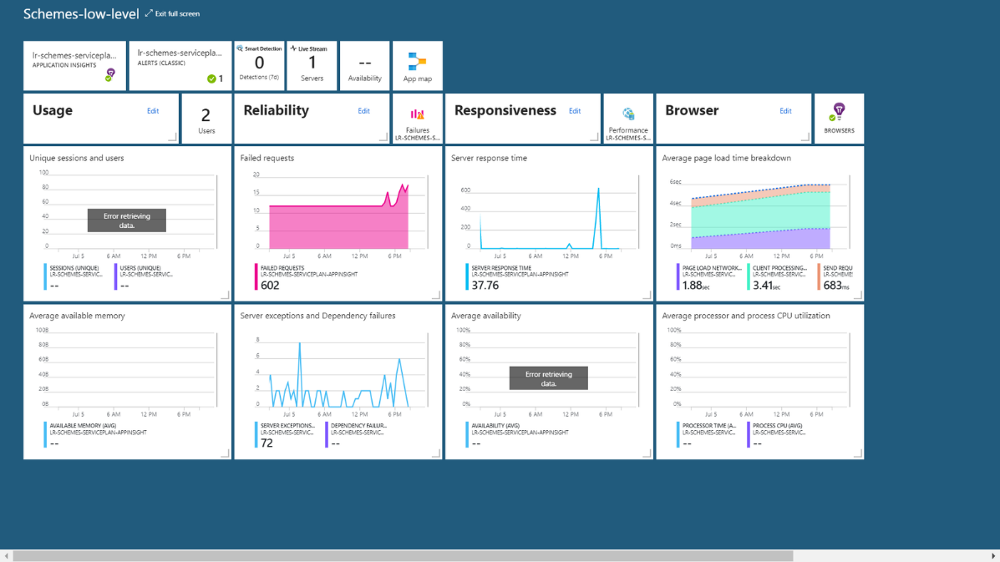 Schemes-low-level
Exit full screen
lr-schemes-servicepla...
APPLICATION INSIGHTS
lr-schemes-servicepla...
ALERTS (CLASSIC)
1
Smart Detection
0
Detections (7d)
Live Stream
1
Servers
--
Availability
App map
Usage
Edit
2
Users
Reliability
Edit
Failures
LR-SCHEMES-S...
Responsiveness
Edit
Performance
LR-SCHEMES-S...
Browser
Edit
BROWSERS
Unique sessions and users
100
80
60
40
20
0
Error retrieving
data.
Jul 5 6 AM 12 PM 6 PM
SESSIONS (UNIQUE)
LR-SCHEMES-SERVIC...
--
USERS (UNIQUE)
LR-SCHEMES-SERVIC...
--
Failed requests
20
15
10
5
0
Jul 5 6 AM 12 PM 6 PM
FAILED REQUESTS
LR-SCHEMES-SERVICEPLAN-APPINSIGHT
602
Server response time
600
400
200
0
Jul 5 6 AM 12 PM 6 PM
SERVER RESPONSE TIME
LR-SCHEMES-SERVICEPLAN-APPINSIGHT
37.76
Average page load time breakdown
6sec
4sec
2sec
0ms
Jul 5 6 AM 12 PM 6 PM
PAGE LOAD NETWORK...
LR-SCHEMES-SERVIC...
1.88sec
CLIENT PROCESSING...
LR-SCHEMES-SERVIC...
3.41sec
SEND REQU
LR-SCHEME
683ms
Average available memory
100B
80B
60B
40B
20B
0B
Jul 5 6 AM 12 PM 6 PM
AVAILABLE MEMORY (AVG)
LR-SCHEMES-SERVICEPLAN-APPINSIGHT
--
Server exceptions and Dependency failures
8
6
4
2
0
Jul 5 6 AM 12 PM 6 PM
SERVER EXCEPTIONS...
LR-SCHEMES-SERVIC...
72
DEPENDENCY FAILUR...
LR-SCHEMES-SERVIC...
--
Average availability
100%
80%
60%
40%
20%
0%
Error retrieving
data.
Jul 5 6 AM 12 PM 6 PM
AVAILABILITY (AVG)
LR-SCHEMES-SERVICEPLAN-APPINSIGHT
--
Average processor and process CPU utilization
100%
80%
60%
40%
20%
0%
Jul 5 6 AM 12 PM 6 PM
PROCESSOR TIME (A...
LR-SCHEMES-SERVIC...
--
PROCESS CPU (AVG)
LR-SCHEMES-SERVIC...
--